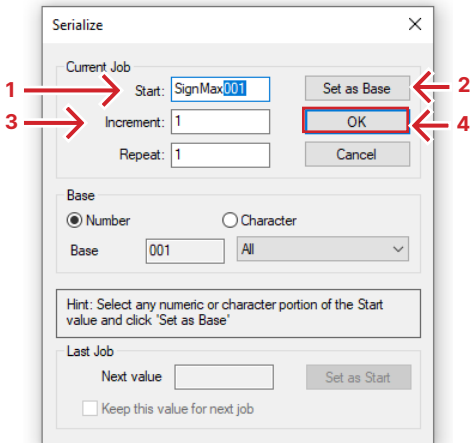 Serialize
Current Job
1 Start: SignMax001 Set as Base 2
3 Increment: 1 OK 4
Repeat: 1 Cancel
Base
Number Character
Base 001 All
Hint: Select any numeric or character portion of the Start
value and click 'Set as Base'
Last Job
Next value Set as Start
Keep this value for next job